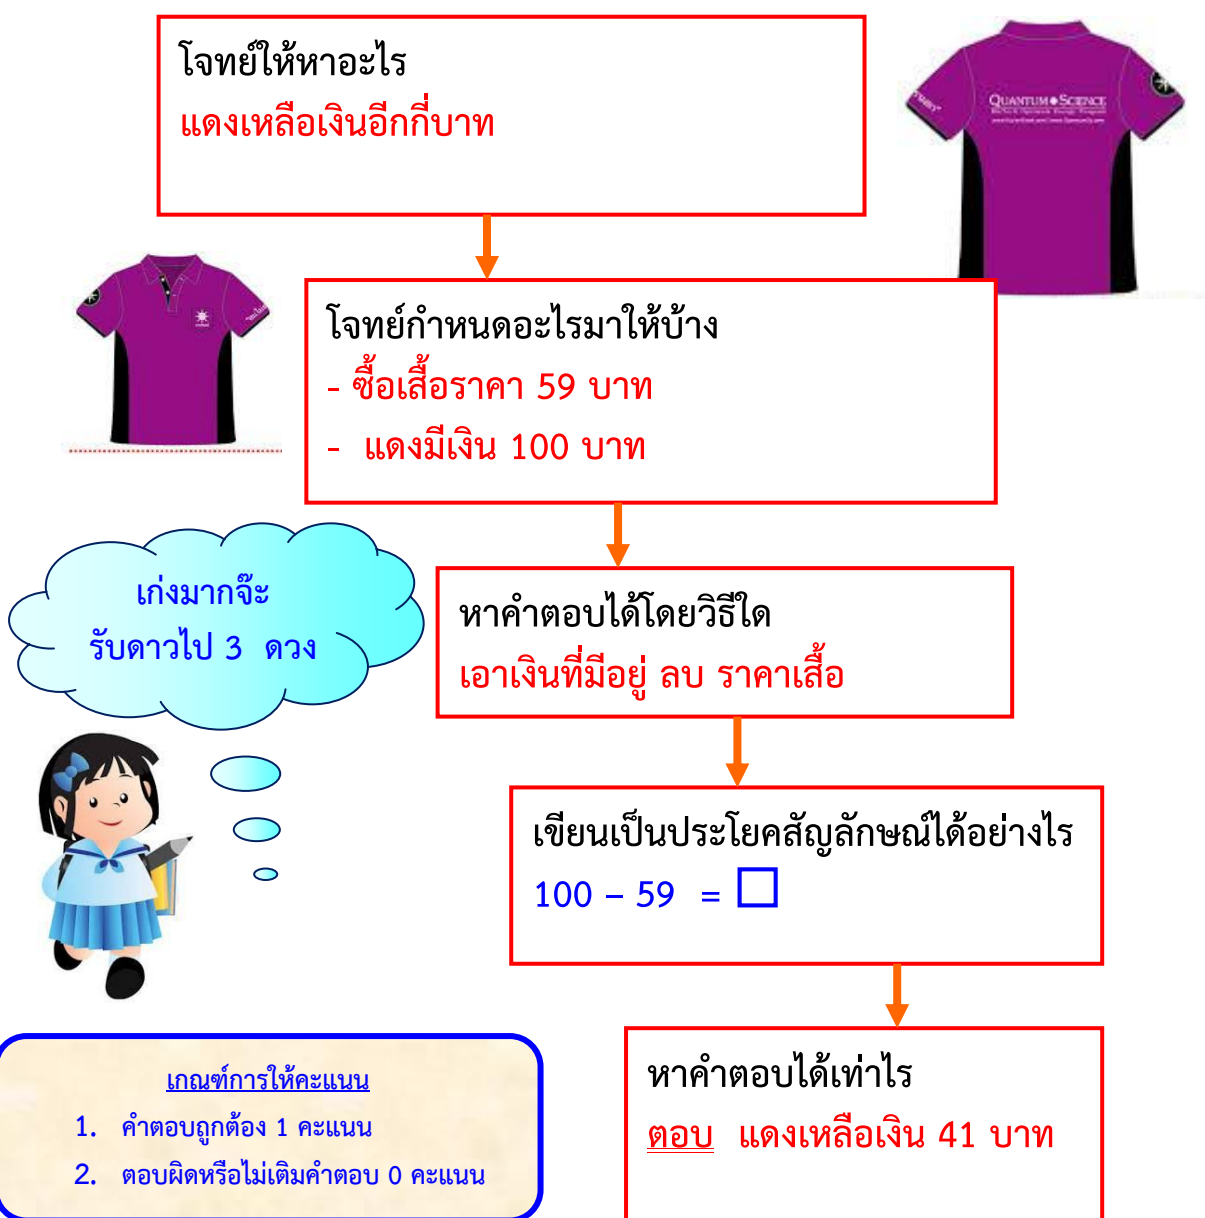 โจทย์ให้หาอะไร
แดงเหลือเงินอีกกี่บาท
QUANTUM SCIENCE
โจทย์กำหนดอะไรมาให้บ้าง
- ซื้อเสื้อราคา 59 บาท
- แดงมีเงิน 100 บาท
เก่งมากจ๊ะ
รับดาวไป 3 ดวง
หาคำตอบได้โดยวิธีใด
เอาเงินที่มีอยู่ ลบ ราคาเสื้อ
เขียนเป็นประโยคสัญลักษณ์ได้อย่างไร
100 – 59 = □
หาคำตอบได้เท่าไร
ตอบ แดงเหลือเงิน 41 บาท
เกณฑ์การให้คะแนน
1. คำตอบถูกต้อง 1 คะแนน
2. ตอบผิดหรือไม่เติมคำตอบ 0 คะแนน